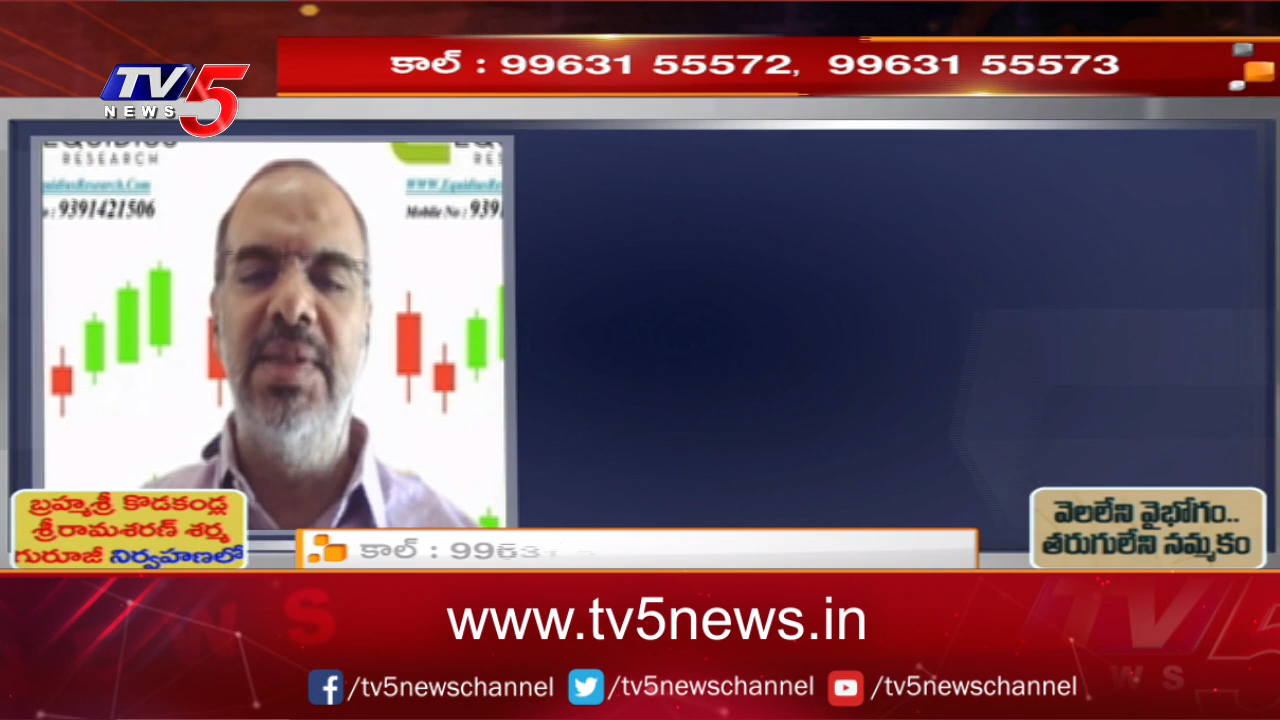 కాల్ : 99631 55572, 99631 55573
TV5
NEWS
RESEARCH
9391421506
Mobile No : 939
బ్రహ్మశ్రీ కొడకండ్ల
శ్రీరామశరణ్ శర్మ
గురూజీ నిర్వహణలో
కాల్ : 9963
వెలలేని వైభోగం..
తరుగులేని నమ్మకం
www.tv5news.in
/tv5newschannel /tv5newschannel /tv5newschannel